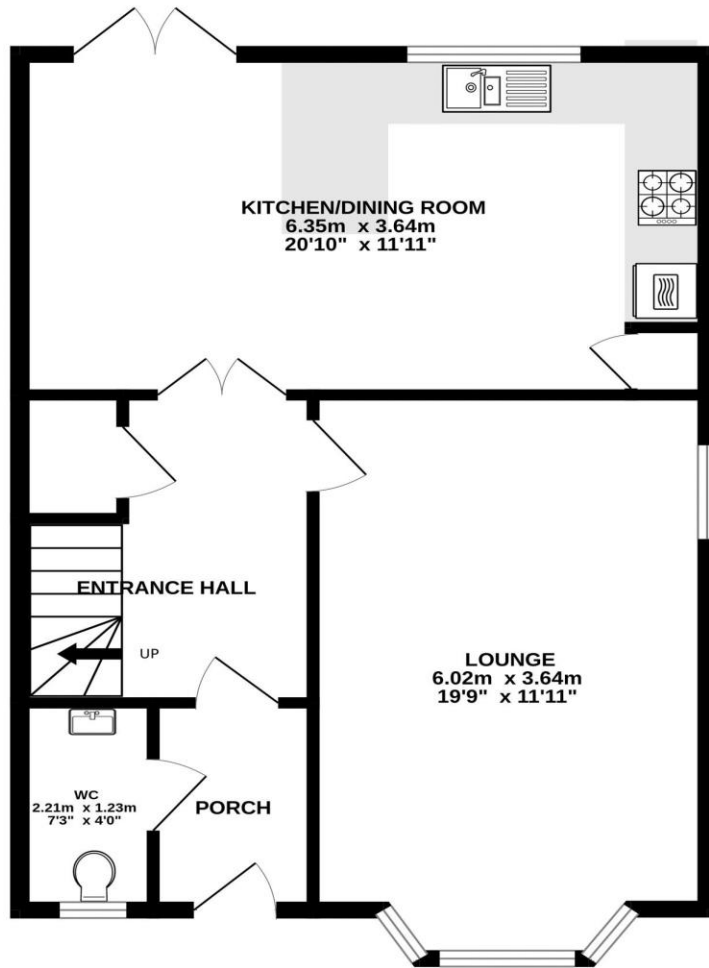 KITCHEN/DINING ROOM
6.35m x 3.64m
20'10" x 11'11"
ENTRANCE HALL
UP
LOUNGE
6.02m x 3.64m
19'9" x 11'11"
WC
2.21m x 1.23m
7'3" x 4'0"
PORCH